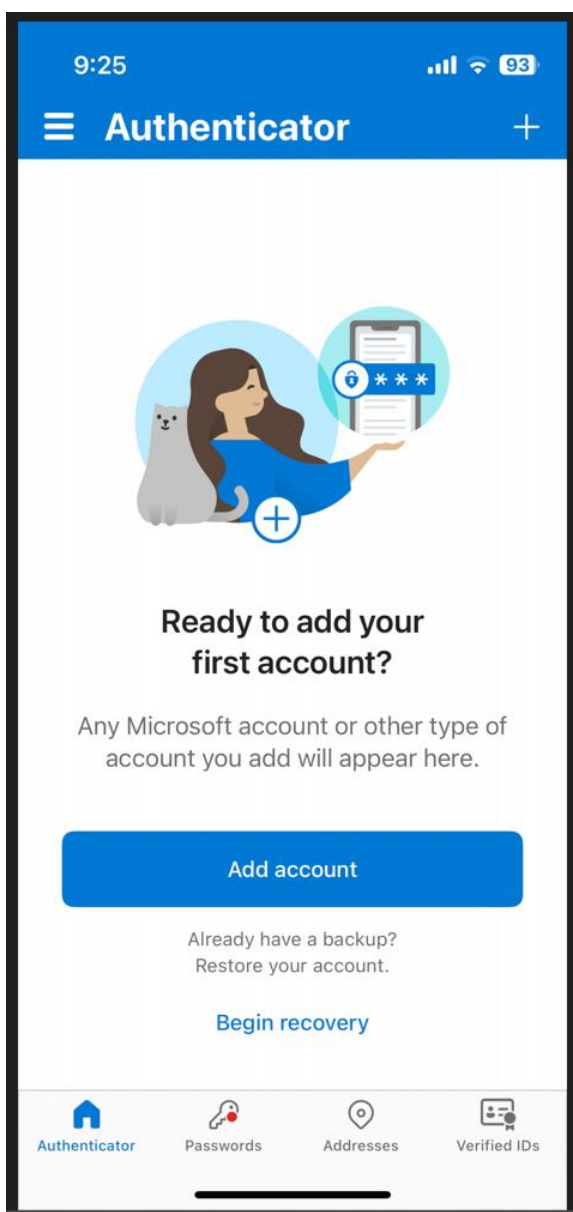 9:25
93
Authenticator
Ready to add your
first account?
Any Microsoft account or other type of
account you add will appear here.
Add account
Already have a backup?
Restore your account.
Begin recovery
Authenticator
Passwords
Addresses
Verified IDs